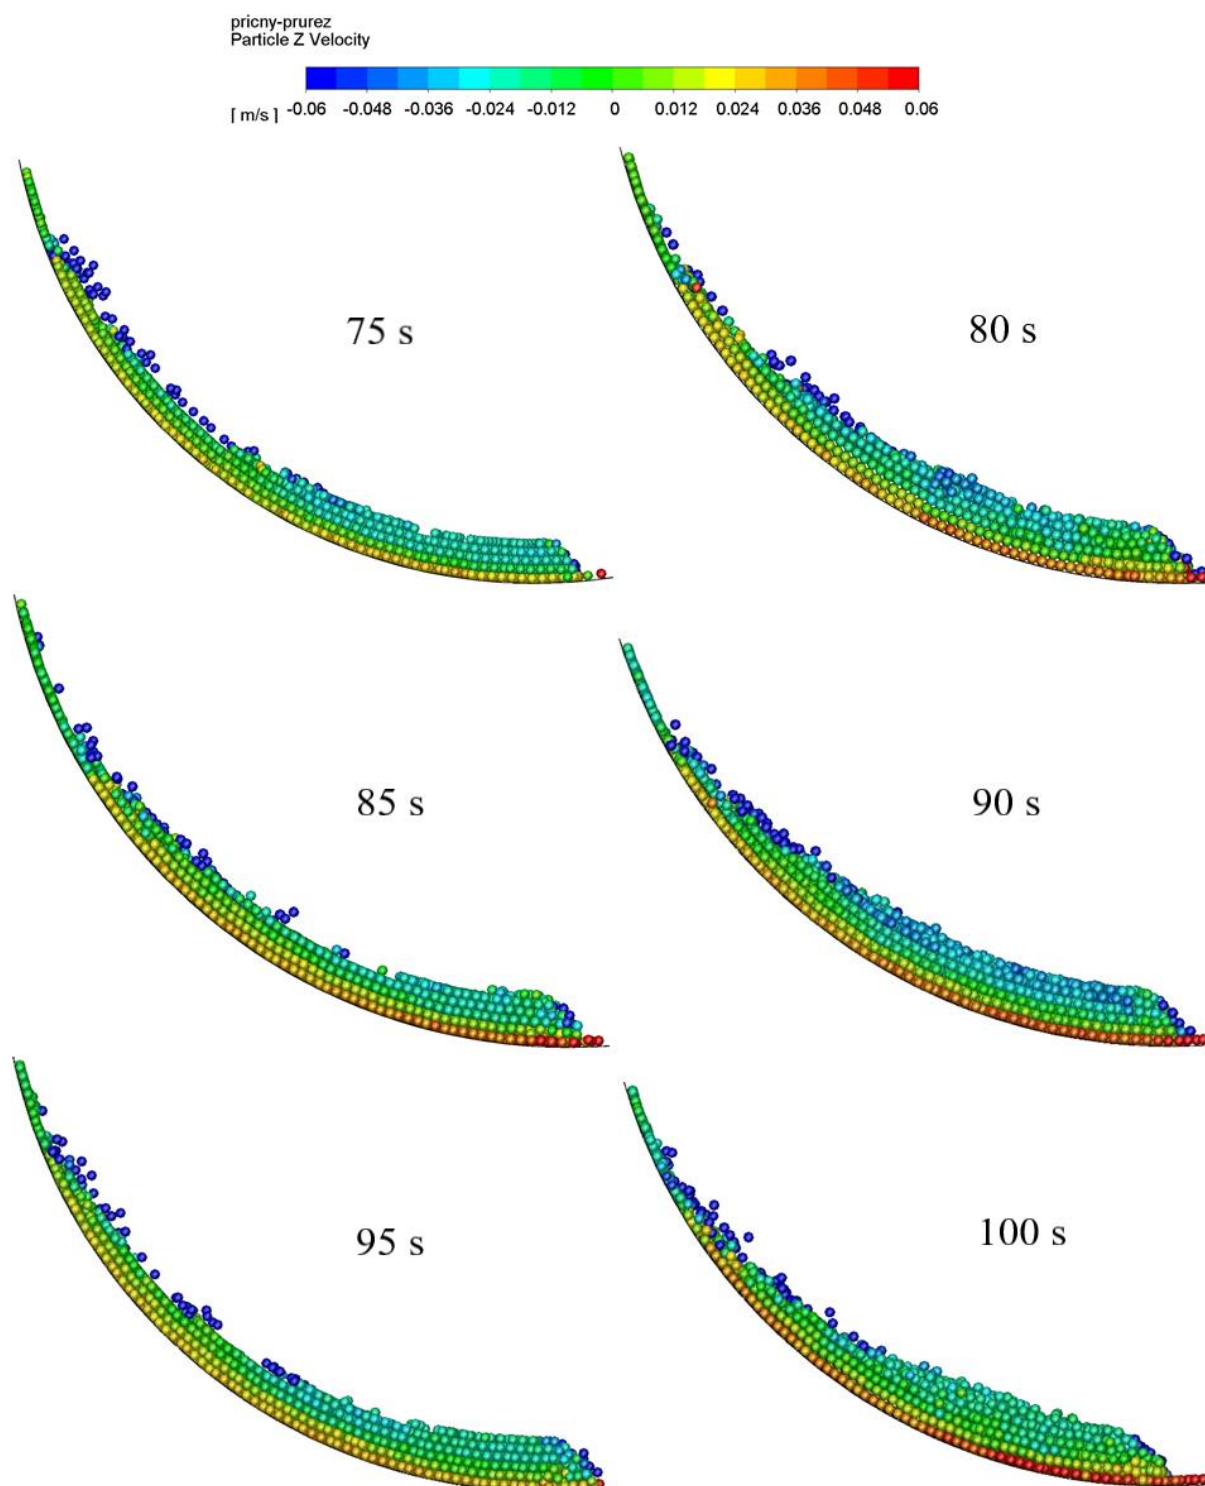 pricny-prurez
Particle Z Velocity
[ m/s ] -0.06 -0.048 -0.036 -0.024 -0.012 0 0.012 0.024 0.036 0.048 0.06
75 s
80 s
85 s
90 s
95 s
100 s